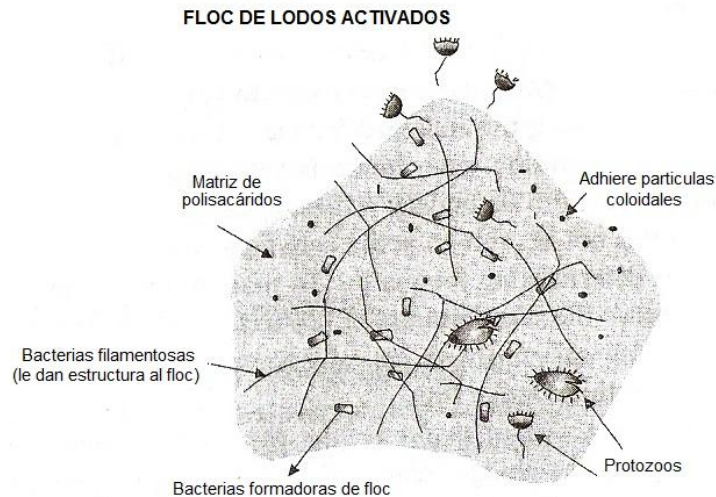 FLOC DE LODOS ACTIVADOS
Matriz de
polisacáridos
Adhiere particulas
coloidales
Bacterias filamentosas
(le dan estructura al floc)
Protozoos
Bacterias formadoras de floc